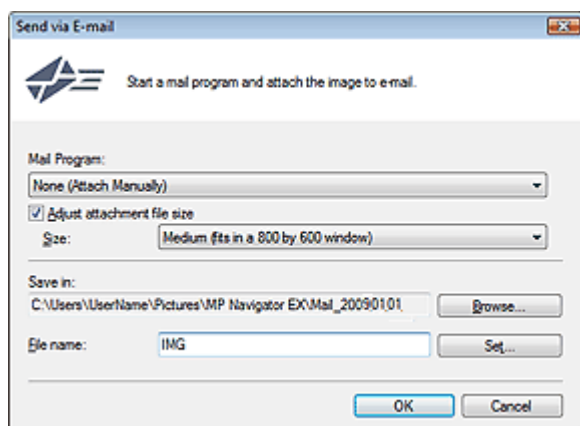 Send via E-mail
Start a mail program and attach the image to e-mail.
Mail Program:
None (Attach Manually)
Adjust attachment file size
Size: Medium (fits in a 800 by 600 window)
Save in:
C:\Users\UserName\Pictures\MP Navigator EX\Mail_20090101 Browse...
File name: IMG Set...
OK Cancel